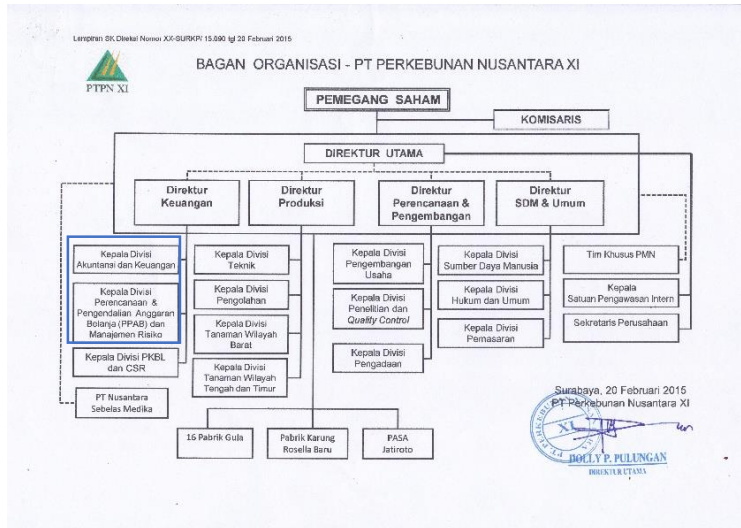 Lampiran SK Direksi Nomor XX-SURKP/ 15.090 tgl 20 Februari 2015
PTPN XI
BAGAN ORGANISASI - PT PERKEBUNAN NUSANTARA XI
PEMEGANG SAHAM
KOMISARIS
DIREKTUR UTAMA
Direktur
Keuangan
Direktur
Produksi
Direktur
Perencanaan &
Pengembangan
Direktur
SDM & Umum
Kepala Divisi
Akuntansi dan Keuangan
Kepala Divisi
Perencanaan &
Pengendalian Anggaran
Belanja (PPAB) dan
Manajemen Risiko
Kepala Divisi PKBL
dan CSR
PT Nusantara
Sebelas Medika
Kepala Divisi
Teknik
Kepala Divisi
Pengolahan
Kepala Divisi
Tanaman Wilayah
Barat
Kepala Divisi
Tanaman Wilayah
Tengah dan Timur
Kepala Divisi
Pengembangan
Usaha
Kepala Divisi
Penelitian dan
Quality Control
Kepala Divisi
Pengadaan
Kepala Divisi
Sumber Daya Manusia
Kepala Divisi
Hukum dan Umum
Kepala Divisi
Pemasaran
Tim Khusus PMN
Kepala
Satuan Pengawasan Intern
Sekretaris Perusahaan
16 Pabrik Gula
Pabrik Karung
Rosella Baru
PASA
Jatiroto
Surabaya, 20 Februari 2015
PT Perkebunan Nusantara XI
XI
DOLLY P. PULUNGAN
DIREKTUR UTAMA